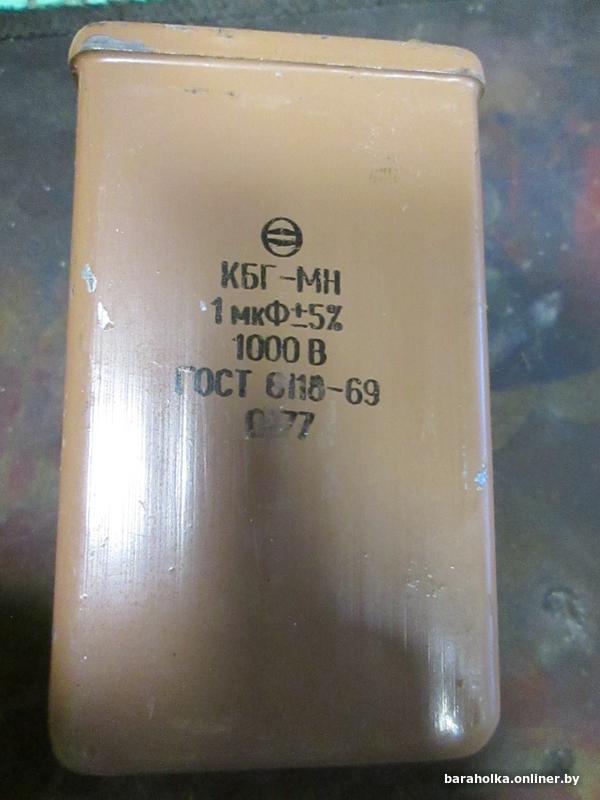 КБГ-МН
1 мкФ±5%
1000 В
ГОСТ 6118-69
baraholka.onliner.by